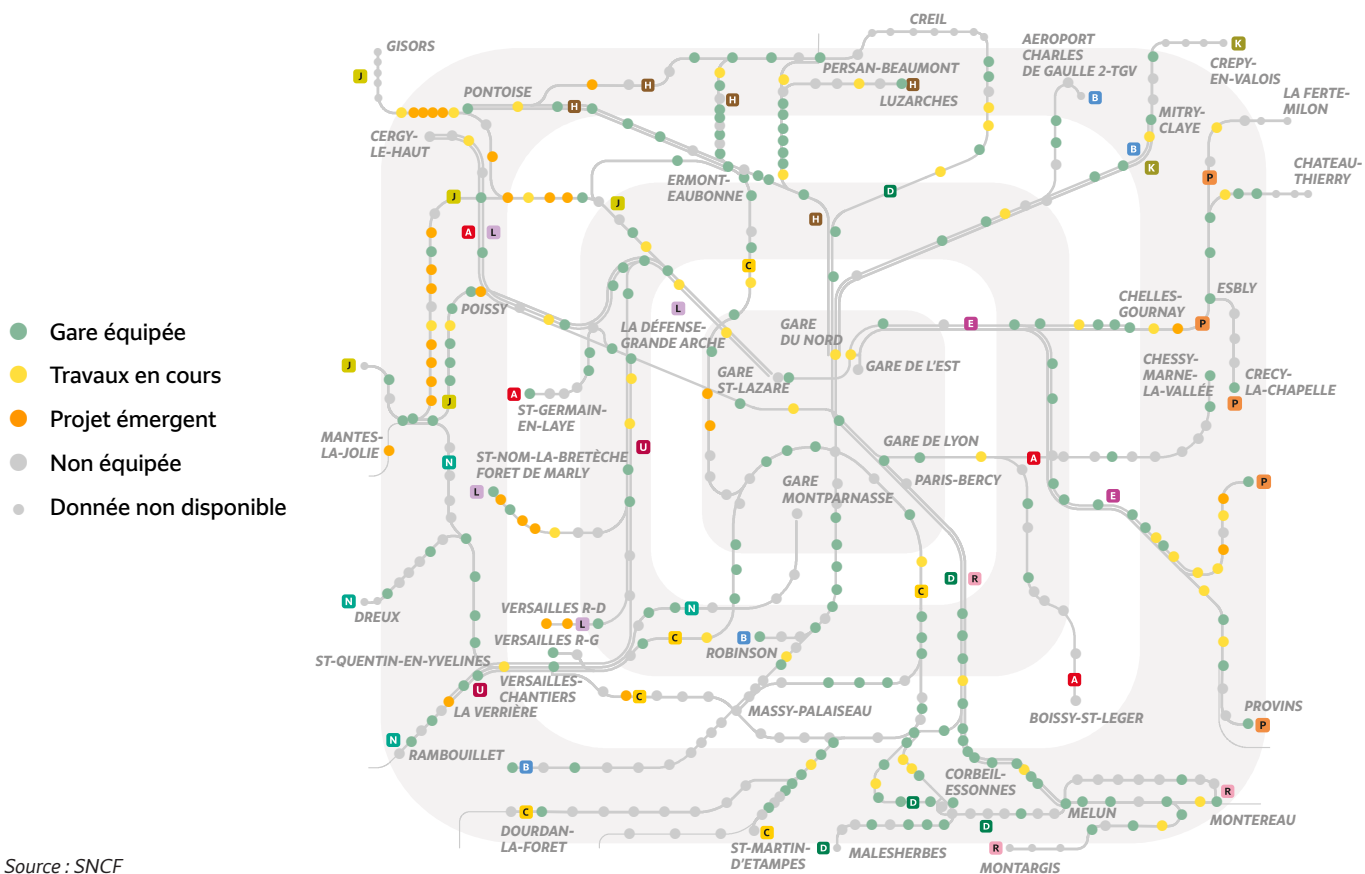 CREIL
GISORS
AEROPORT
CHARLES
DE GAULLE 2-TGV
K
CREPY-
EN-VALOIS
J
PERSAN-BEAUMONT
H
H
LUZARCHES
PONTOISE
H
H
B
LA FERTE-
MILON
MITRY-
CLAYE
CERGY-
LE-HAUT
B
K
CHATEAU-
THIERRY
ERMONT-
EAUBONNE
P
D
J
J
H
A
L
C
POISSY
L
LA DÉFENSE-
GRANDE ARCHE
GARE
DU NORD
E
CHELLES-
GOURNAY
ESBLY
P
Gare équipée
Travaux en cours
Projet émergent
Non équipée
Donnée non disponible
J
GARE
ST-LAZARE
GARE DE L'EST
CHESSY-
MARNE-
LA-VALLÉE
CRECY-
LA-CHAPELLE
A
J
P
ST-GERMAIN-
EN-LAYE
MANTES-
LA-JOLIE
U
GARE DE LYON
A
N
ST-NOM-LA-BRETÈCHE
FORET DE MARLY
L
GARE
MONTPARNASSE
PARIS-BERCY
P
E
D
R
C
N
DREUX
VERSAILLES R-D
N
L
VERSAILLES R-G
C
B
ROBINSON
ST-QUENTIN-EN-YVELINES
U
VERSAILLES-
CHANTIERS
C
A
LA VERRIÈRE
MASSY-PALAISEAU
BOISSY-ST-LEGER
PROVINS
P
N
RAMBOUILLET
B
CORBEIL-
ESSONNES
R
D
C
DOURDAN-
LA-FORET
MELUN
MONTEREAU
D
C
ST-MARTIN-
D'ETAMPES
D
MALESHERBES
R
MONTARGIS
Source : SNCF